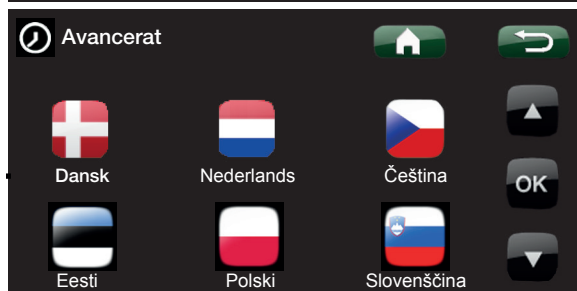 Avancerat
Dansk Nederlands Čeština
OK
Eesti Polski Slovenščina